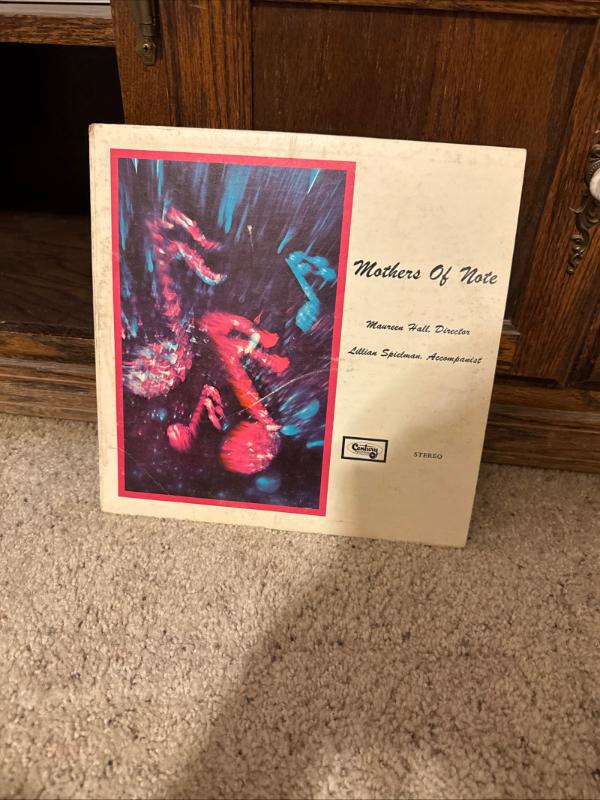 Mothers Of Note
Maureen Hall, Director
Lillian Spielman, Accompanist
Century
STEREO